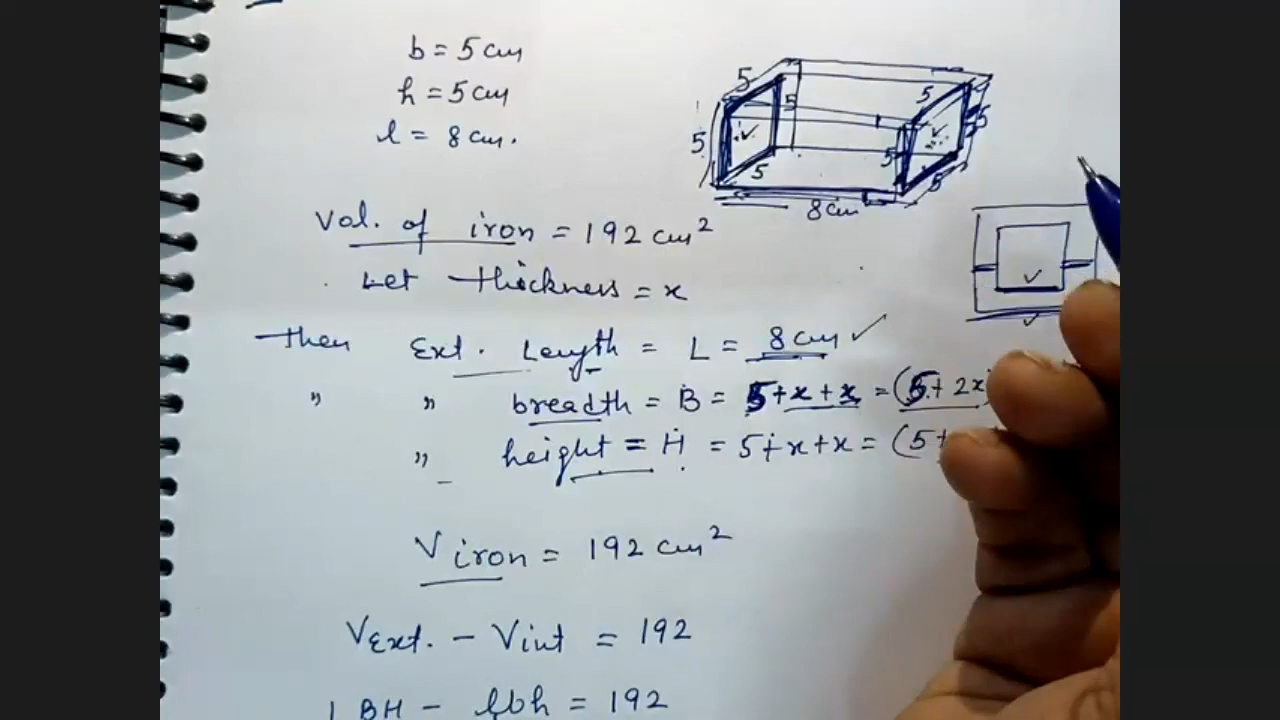 b = 5 cm
h = 5 cm
l = 8 cm.
5 5 5 5
5 5 5 5
8 cm
Vol. of iron = 192 cm²
Let thickness = x
Then Ext. Length = L = 8 cm ✓
" " breadth = B = 5 + x + x = (5 + 2x)
" height = H = 5 + x + x = (5 +
V iron = 192 cm²
V Ext. - V int = 192
LBH - lbh = 192